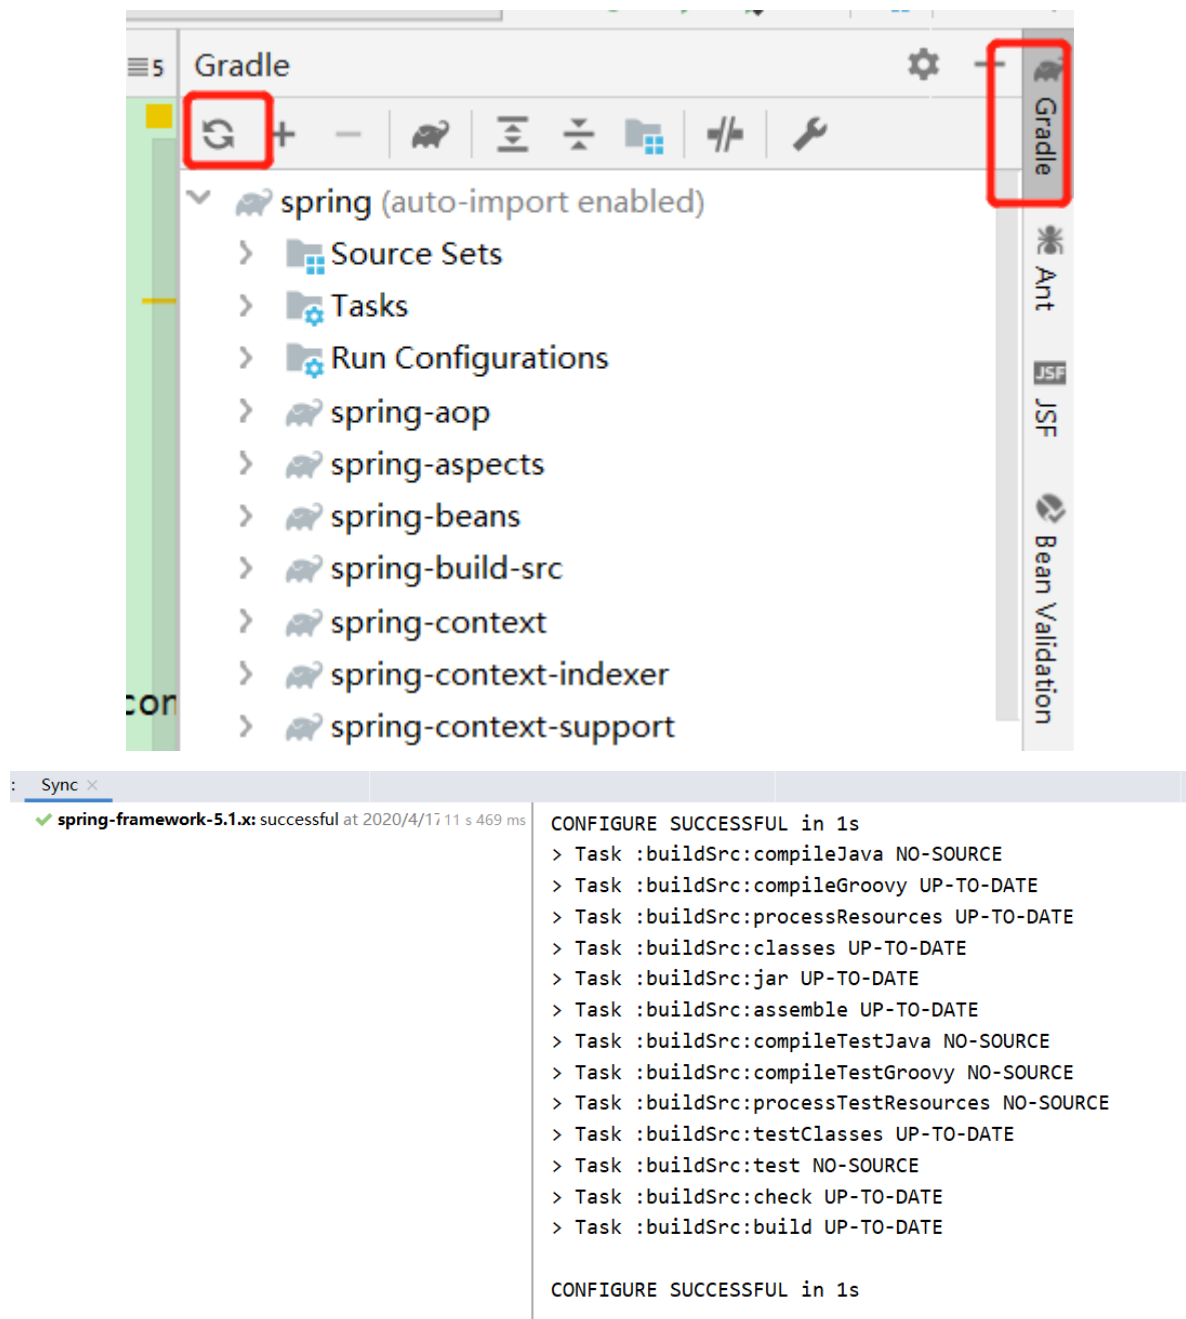 5
Gradle
Gradle
spring (auto-import enabled)
Source Sets
Tasks
Run Configurations
spring-aop
spring-aspects
spring-beans
spring-build-src
spring-context
spring-context-indexer
spring-context-support
con
Ant
JSF
JSF
Bean Validation
: Sync ×
spring-framework-5.1.x: successful at 2020/4/17 11 s 469 ms
CONFIGURE SUCCESSFUL in 1s
> Task :buildSrc:compileJava NO-SOURCE
> Task :buildSrc:compileGroovy UP-TO-DATE
> Task :buildSrc:processResources UP-TO-DATE
> Task :buildSrc:classes UP-TO-DATE
> Task :buildSrc:jar UP-TO-DATE
> Task :buildSrc:assemble UP-TO-DATE
> Task :buildSrc:compileTestJava NO-SOURCE
> Task :buildSrc:compileTestGroovy NO-SOURCE
> Task :buildSrc:processTestResources NO-SOURCE
> Task :buildSrc:testClasses UP-TO-DATE
> Task :buildSrc:test NO-SOURCE
> Task :buildSrc:check UP-TO-DATE
> Task :buildSrc:build UP-TO-DATE
CONFIGURE SUCCESSFUL in 1s